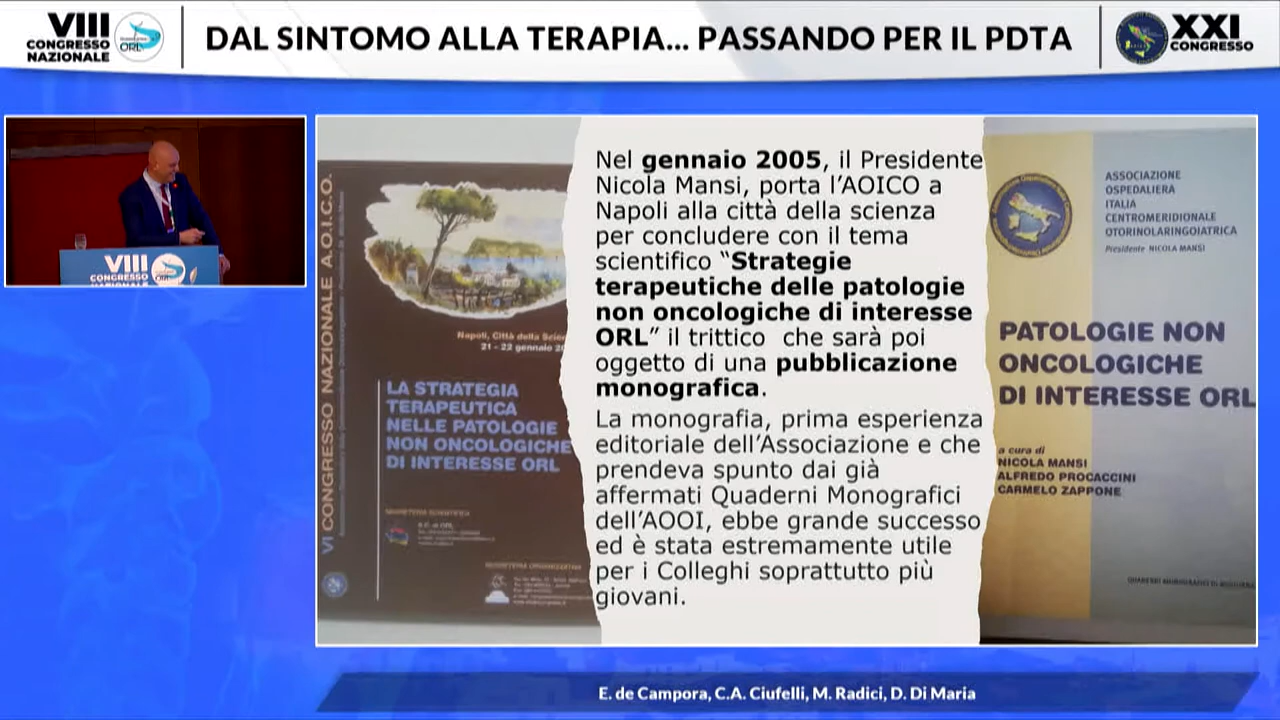 VIII
CONGRESSO
NAZIONALE
ORL
DAL SINTOMO ALLA TERAPIA... PASSANDO PER IL PDTA
XXI
CONGRESSO
VIII
CONGRESSO
NAZIONALE
VI CONGRESSO NAZIONALE A.O.I.C.O.
Napoli, Città della
21 - 22 gennaio
LA STRATEGIA
TERAPEUTICA
NELLE PATOLOGIE
NON ONCOLOGICHE
DI INTERESSE ORL
Nel gennaio 2005, il Presidente
Nicola Mansi, porta l'AOICO a
Napoli alla città della scienza
per concludere con il tema
scientifico "Strategie
terapeutiche delle patologie
non oncologiche di interesse
ORL" il trittico che sarà poi
oggetto di una pubblicazione
monografica.
La monografia, prima esperienza
editoriale dell'Associazione e che
prendeva spunto dai già
affermati Quaderni Monografici
dell'AOOI, ebbe grande successo
ed è stata estremamente utile
per i Colleghi soprattutto più
giovani.
ASSOCIAZIONE
OSPEDALIERA
ITALIA
CENTROMERIDIONALE
OTORINOLARINGOIATRICA
Presidente NICOLA MANSI
PATOLOGIE NON
ONCOLOGICHE
DI INTERESSE ORL
a cura di
NICOLA MANSI
ALFREDO PROCACCINI
CARMELO ZAPPONE
E. de Campora, C.A. Ciufelli, M. Radici, D. Di Maria